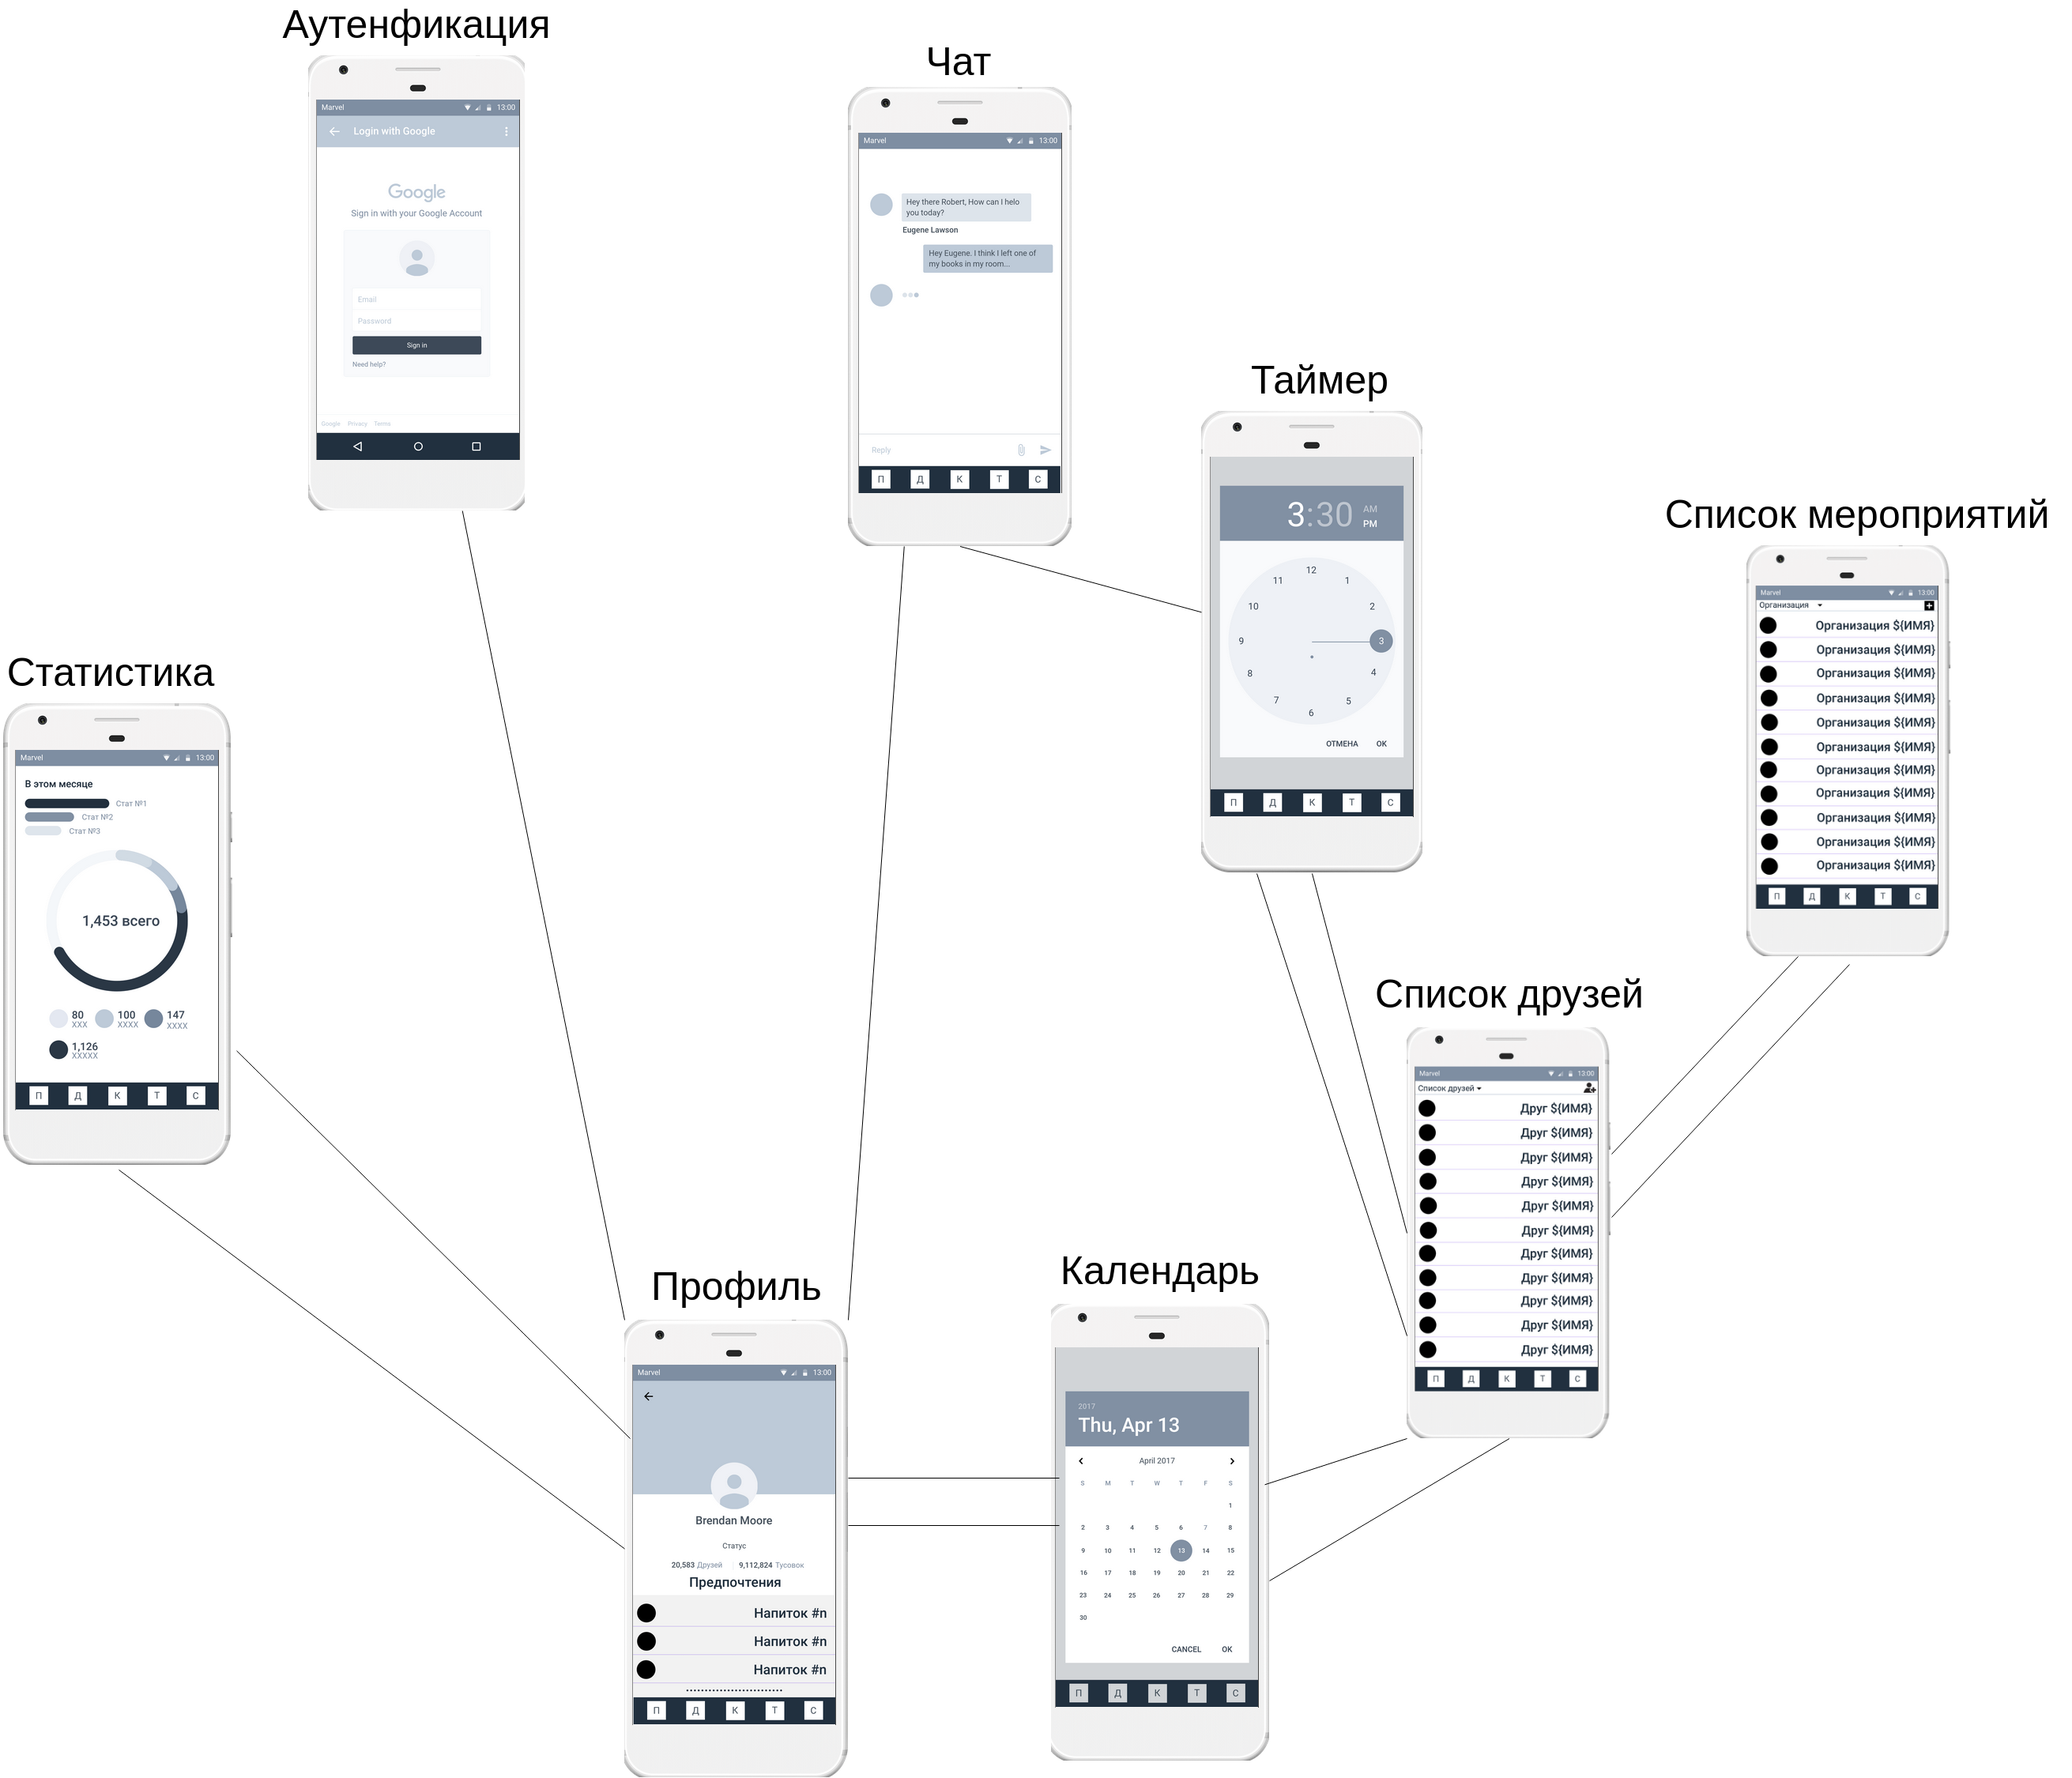 Аутенфикация
Marvel 13:00
Login with Google
Google
Sign in with your Google Account
Email
Password
Sign in
Need help?
Google Privacy Terms
Чат
Marvel 13:00
Hey there Robert, How can I helo
you today?
Eugene Lawson
Hey Eugene. I think I left one of
my books in my room...
Reply
П Д К Т С
Таймер
3:30 AM
PM
12
11 1
10 2
9 3
8 4
7 5
6
ОТМЕНА OK
П Д К Т С
Список мероприятий
Marvel 13:00
Организация
Организация ${ИМЯ}
Организация ${ИМЯ}
Организация ${ИМЯ}
Организация ${ИМЯ}
Организация ${ИМЯ}
Организация ${ИМЯ}
Организация ${ИМЯ}
Организация ${ИМЯ}
Организация ${ИМЯ}
Организация ${ИМЯ}
Организация ${ИМЯ}
П Д К Т С
Статистика
Marvel 13:00
В этом месяце
Стат №1
Стат №2
Стат №3
1,453 всего
80 100 147
XXX XXXX XXXX
1,126
XXXXX
П Д К Т С
Список друзей
Marvel 13:00
Список друзей
Друг ${ИМЯ}
Друг ${ИМЯ}
Друг ${ИМЯ}
Друг ${ИМЯ}
Друг ${ИМЯ}
Друг ${ИМЯ}
Друг ${ИМЯ}
Друг ${ИМЯ}
Друг ${ИМЯ}
Друг ${ИМЯ}
Друг ${ИМЯ}
П Д К Т С
Профиль
Marvel 13:00
Brendan Moore
Статус
20,583 Друзей 9,112,824 Тусовок
Предпочтения
Напиток #n
Напиток #n
Напиток #n
П Д К Т С
Календарь
2017
Thu, Apr 13
April 2017
S M T W T F S
1
2 3 4 5 6 7 8
9 10 11 12 13 14 15
16 17 18 19 20 21 22
23 24 25 26 27 28 29
30
CANCEL OK
П Д К Т С